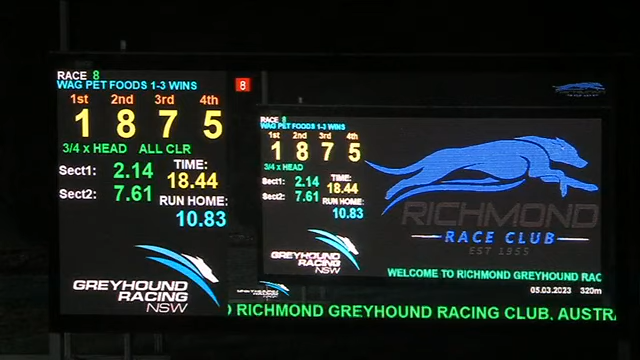 RACE 8
WAG PET FOODS 1-3 WINS
8
1st 2nd 3rd 4th
1 8 7 5
3/4 x HEAD ALL CLR
Sect1: 2.14
Sect2: 7.61
TIME:
18.44
RUN HOME:
10.83
GREYHOUND
RACING
NSW
RACE 8
WAG PET FOODS 1-3 WINS
1st 2nd 3rd 4th
1 8 7 5
3/4 x HEAD
Sect1: 2.14
Sect2: 7.61
TIME:
18.44
RUN HOME:
10.83
GREYHOUND
RACING
NSW
RICHMOND
RACE CLUB
EST 1955
WELCOME TO RICHMOND GREYHOUND RAC
05.03.2023 320m
O RICHMOND GREYHOUND RACING CLUB, AUSTRA